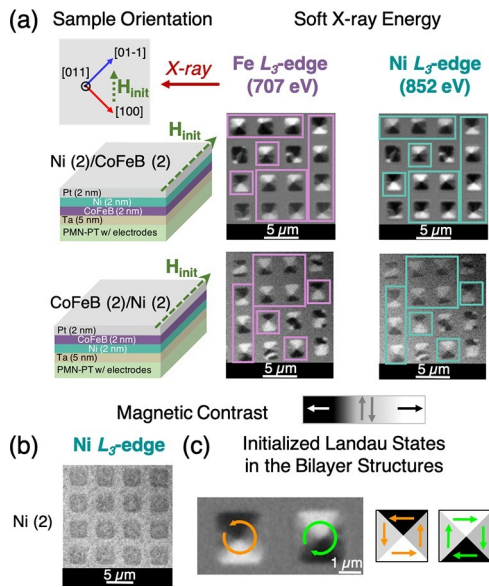 (a)
Sample Orientation
Soft X-ray Energy
[01-1]
[011]
H init
[100]
X-ray
Fe L3-edge
(707 eV)
Ni L3-edge
(852 eV)
H init
Ni (2)/CoFeB (2)
Pt (2 nm)
Ni (2 nm)
CoFeB (2 nm)
Ta (5 nm)
PMN-PT w/ electrodes
5 μm
5 μm
H init
CoFeB (2)/Ni (2)
Pt (2 nm)
CoFeB (2 nm)
Ni (2 nm)
Ta (5 nm)
PMN-PT w/ electrodes
5 μm
5 μm
Magnetic Contrast
(b)
Ni L3-edge
Ni (2)
5 μm
(c)
Initialized Landau States
in the Bilayer Structures
1 μm